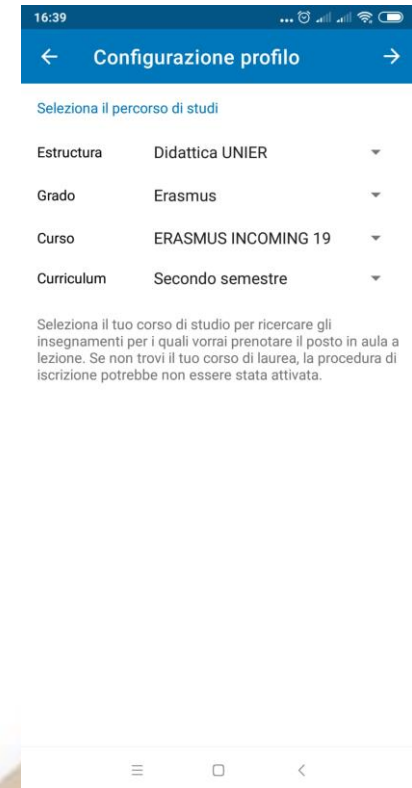 16:39
Configurazione profilo
Seleziona il percorso di studi
Estructura Didattica UNIER
Grado Erasmus
Curso ERASMUS INCOMING 19
Curriculum Secondo semestre
Seleziona il tuo corso di studio per ricercare gli
insegnamenti per i quali vorrai prenotare il posto in aula a
lezione. Se non trovi il tuo corso di laurea, la procedura di
iscrizione potrebbe non essere stata attivata.